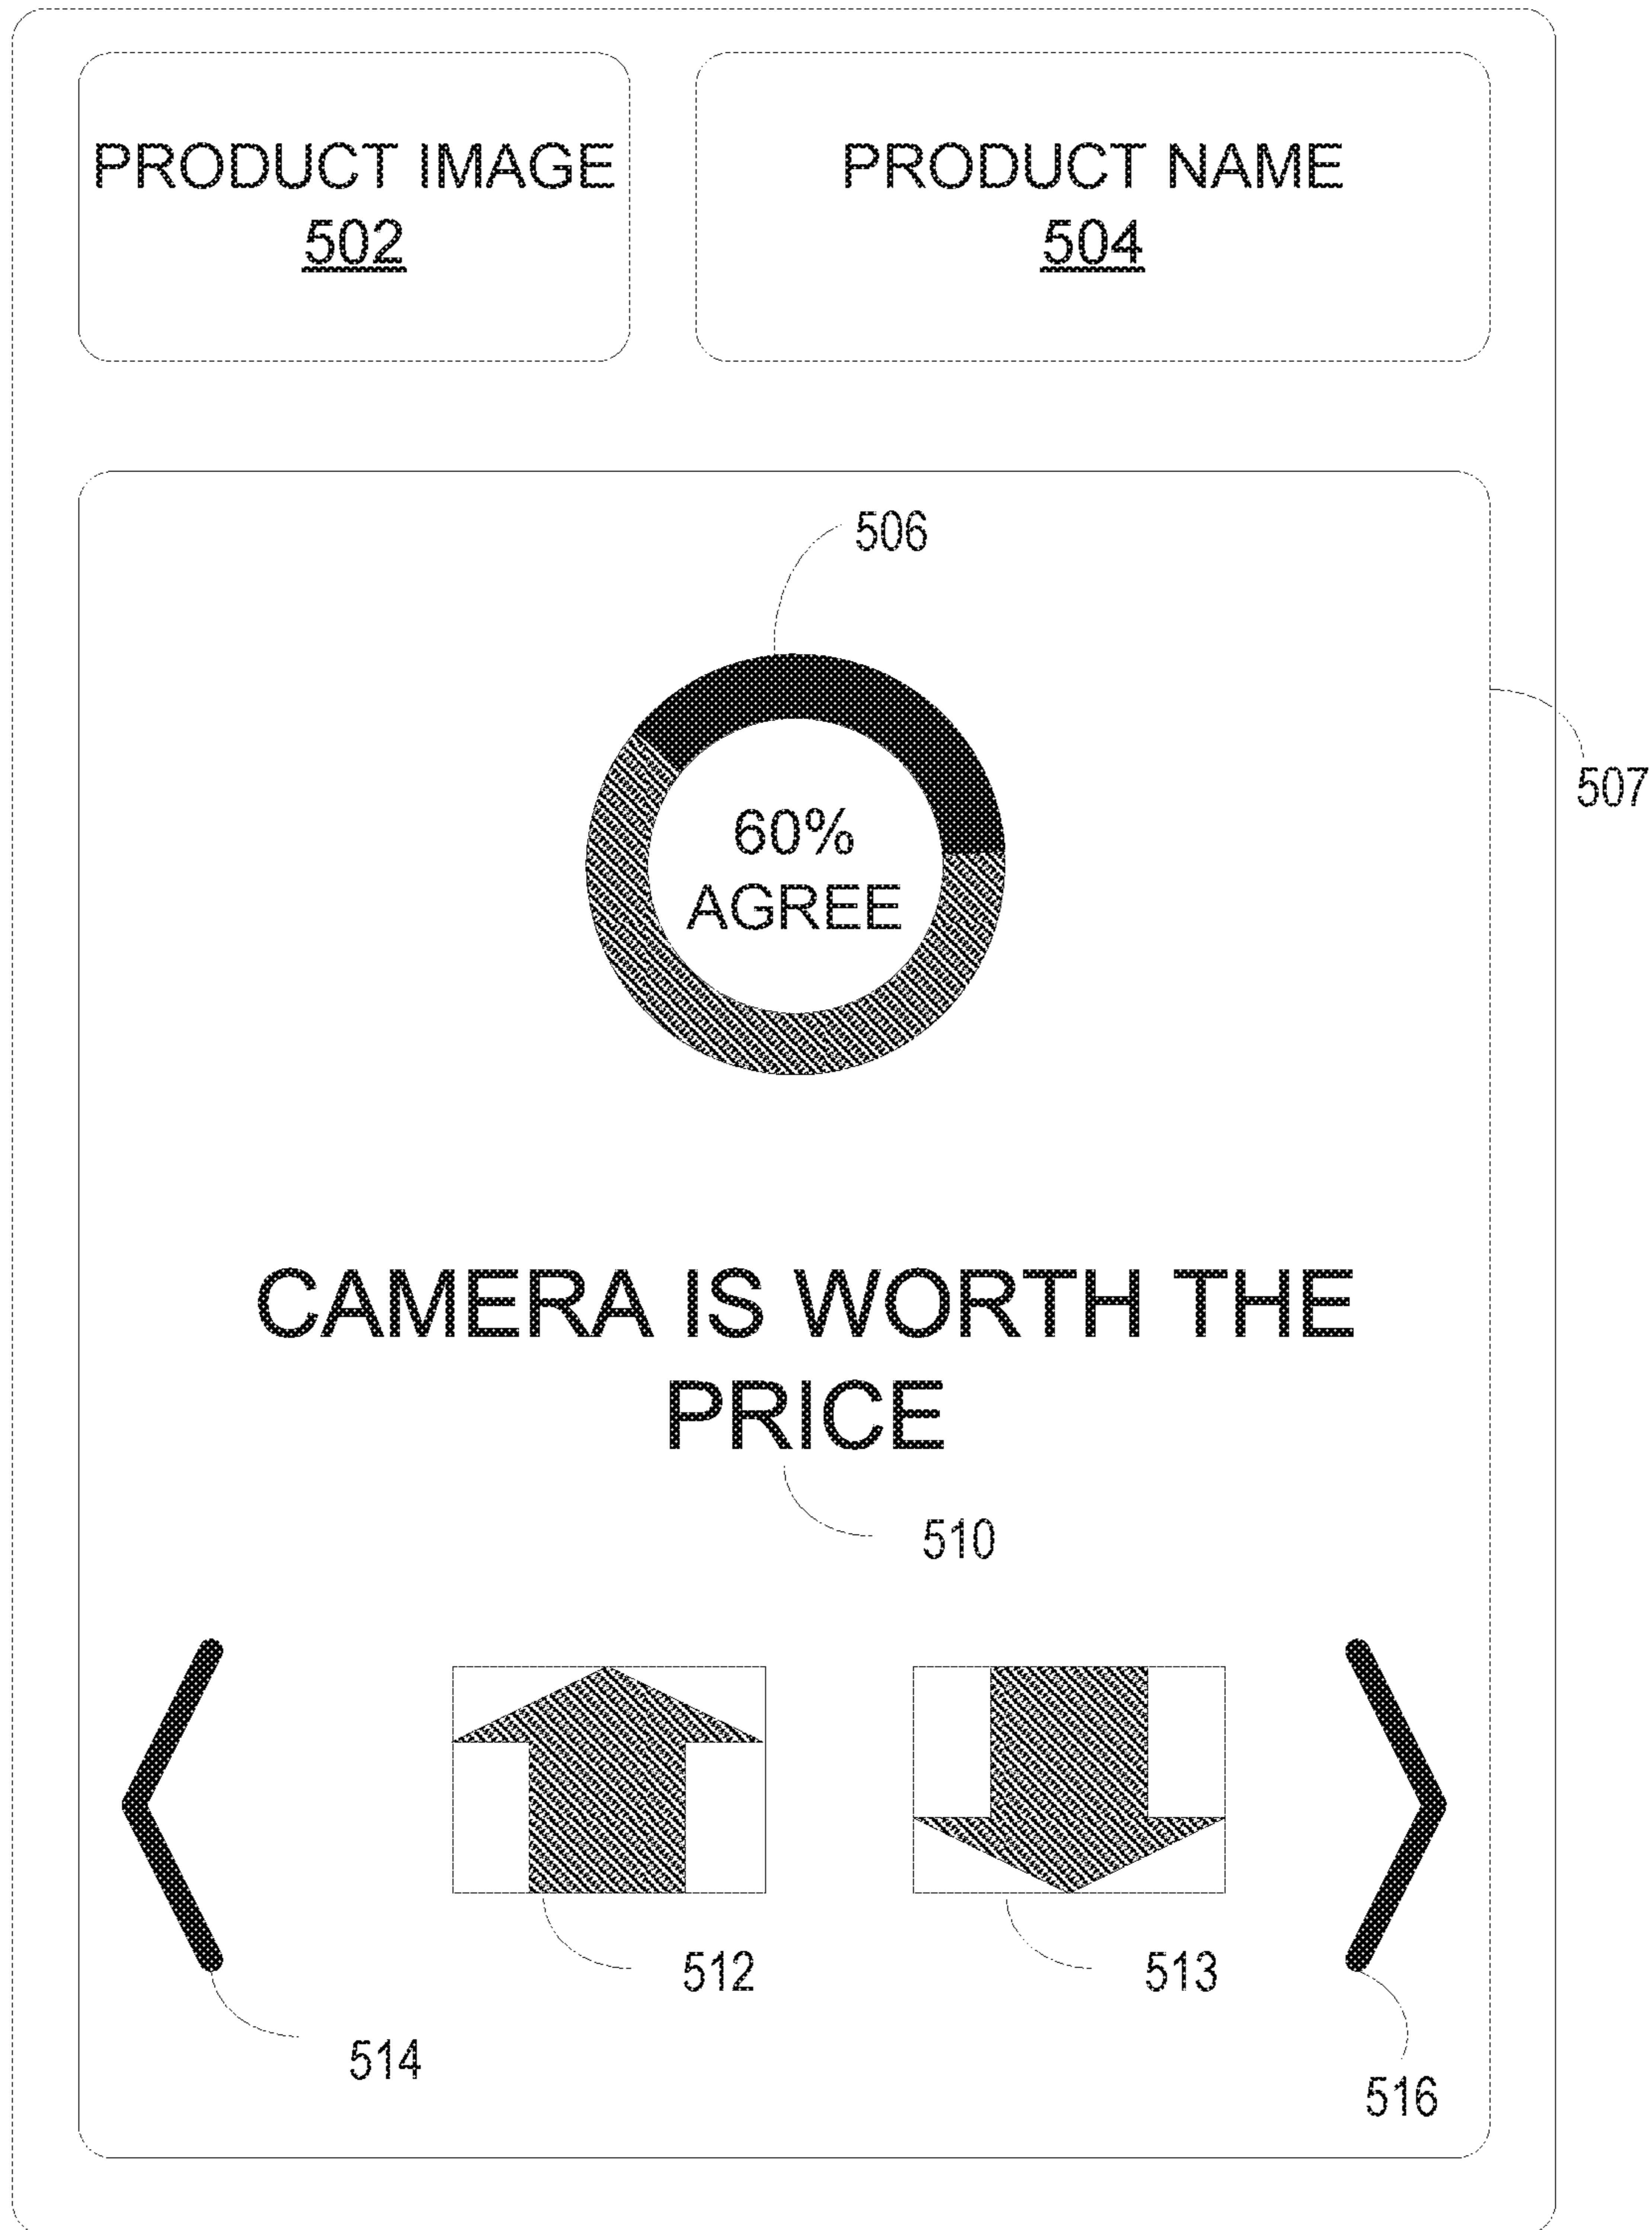 PRODUCT IMAGE
502
PRODUCT NAME
504
506
507
60%
AGREE
CAMERA IS WORTH THE
PRICE
510
512
513
514
516